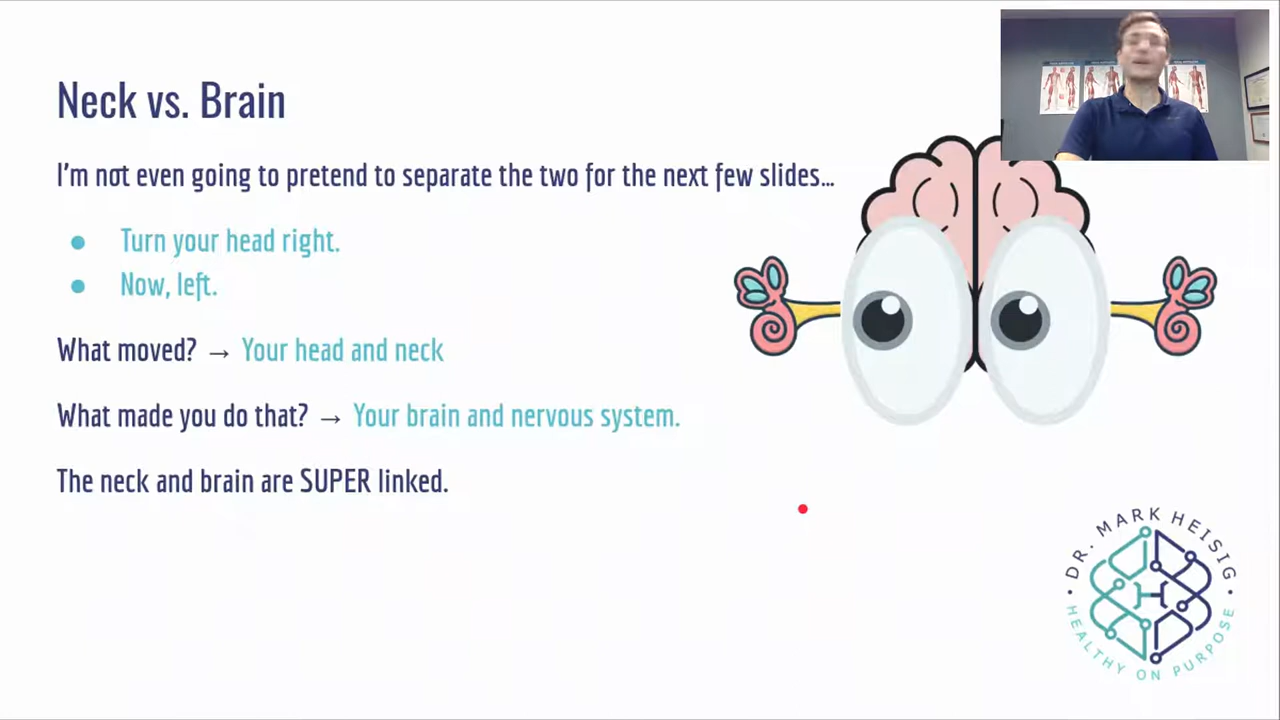 Neck vs. Brain
I'm not even going to pretend to separate the two for the next few slides...
● Turn your head right.
● Now, left.
What moved? → Your head and neck
What made you do that? → Your brain and nervous system.
The neck and brain are SUPER linked.
• DR. MARK HEISIG •
HEALTHY ON PURPOSE